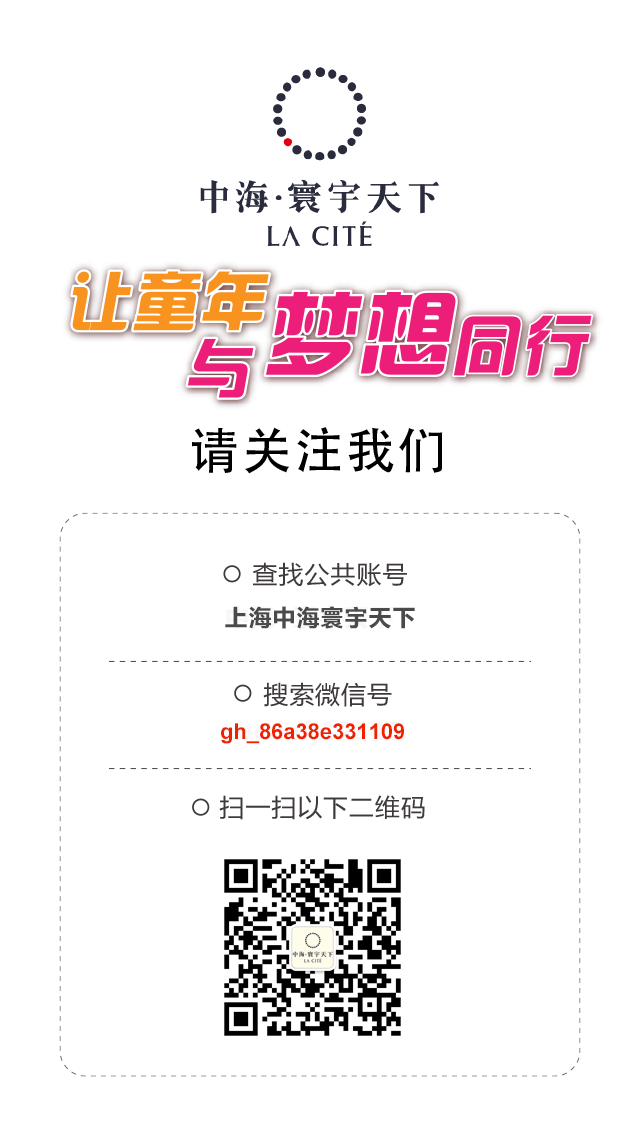 中海·寰宇天下
LA CITÉ
让童年
与梦想同行
请关注我们
查找公共账号
上海中海寰宇天下
搜索微信号
gh_86a38e331109
扫一扫以下二维码
中海·寰宇天下
LA CITÉ